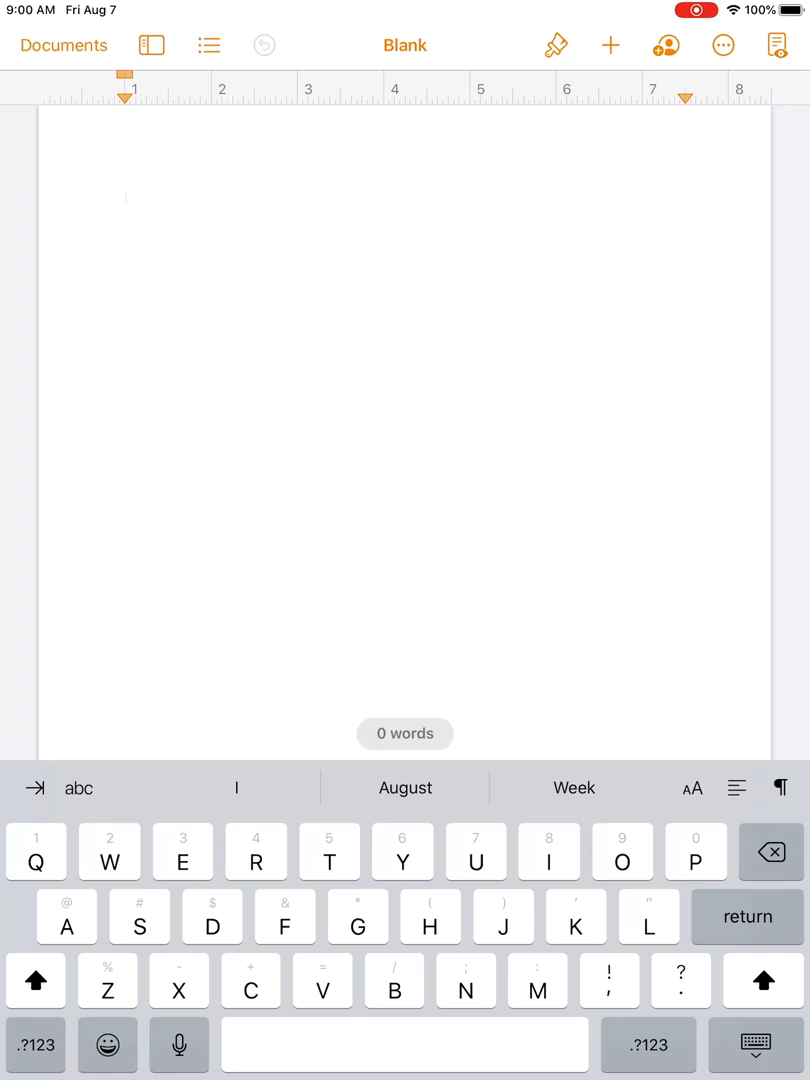 9:00 AM Fri Aug 7 100%
Documents Blank
1 2 3 4 5 6 7 8
0 words
abc I August Week AA ¶
1 2 3 4 5 6 7 8 9 0
Q W E R T Y U I O P
@ # $ & * ( ) ' "
A S D F G H J K L return
% - + = / ; : ! ?
Z X C V B N M , .
.?123 .?123